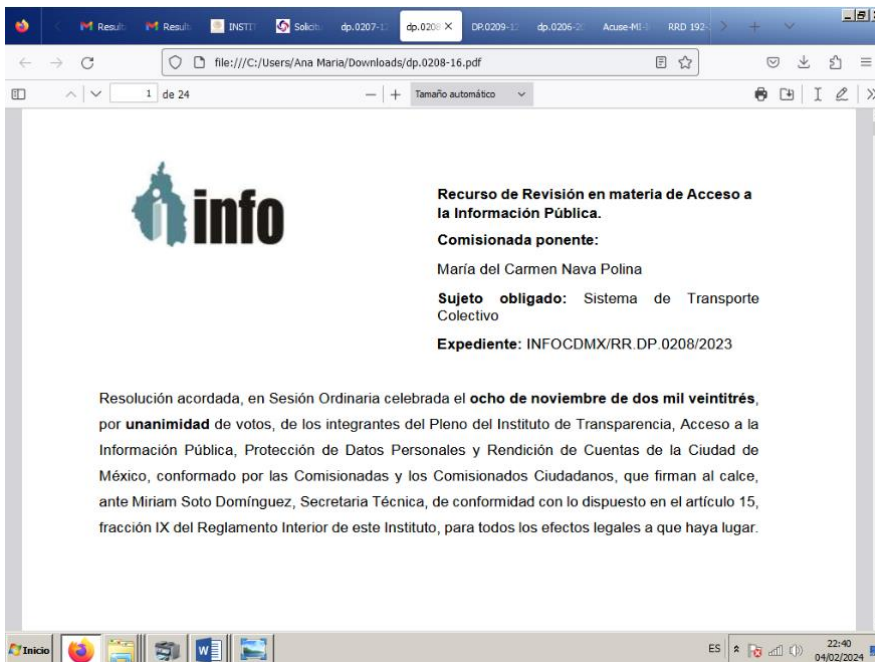 Result
Result
INSTIT
Solicit
dp.0207-1
dp.0208
DP.0209-1
dp.0206-2
Acuse-MI-
RRD 192-
file:///C:/Users/Ana Maria/Downloads/dp.0208-16.pdf
1 de 24
Tamaño automático
info
Recurso de Revisión en materia de Acceso a
la Información Pública.
Comisionada ponente:
María del Carmen Nava Polina
Sujeto obligado: Sistema de Transporte
Colectivo
Expediente: INFOCDMX/RR.DP.0208/2023
Resolución acordada, en Sesión Ordinaria celebrada el ocho de noviembre de dos mil veintitrés,
por unanimidad de votos, de los integrantes del Pleno del Instituto de Transparencia, Acceso a la
Información Pública, Protección de Datos Personales y Rendición de Cuentas de la Ciudad de
México, conformado por las Comisionadas y los Comisionados Ciudadanos, que firman al calce,
ante Miriam Soto Domínguez, Secretaria Técnica, de conformidad con lo dispuesto en el artículo 15,
fracción IX del Reglamento Interior de este Instituto, para todos los efectos legales a que haya lugar.
Inicio
ES
22:40
04/02/2024